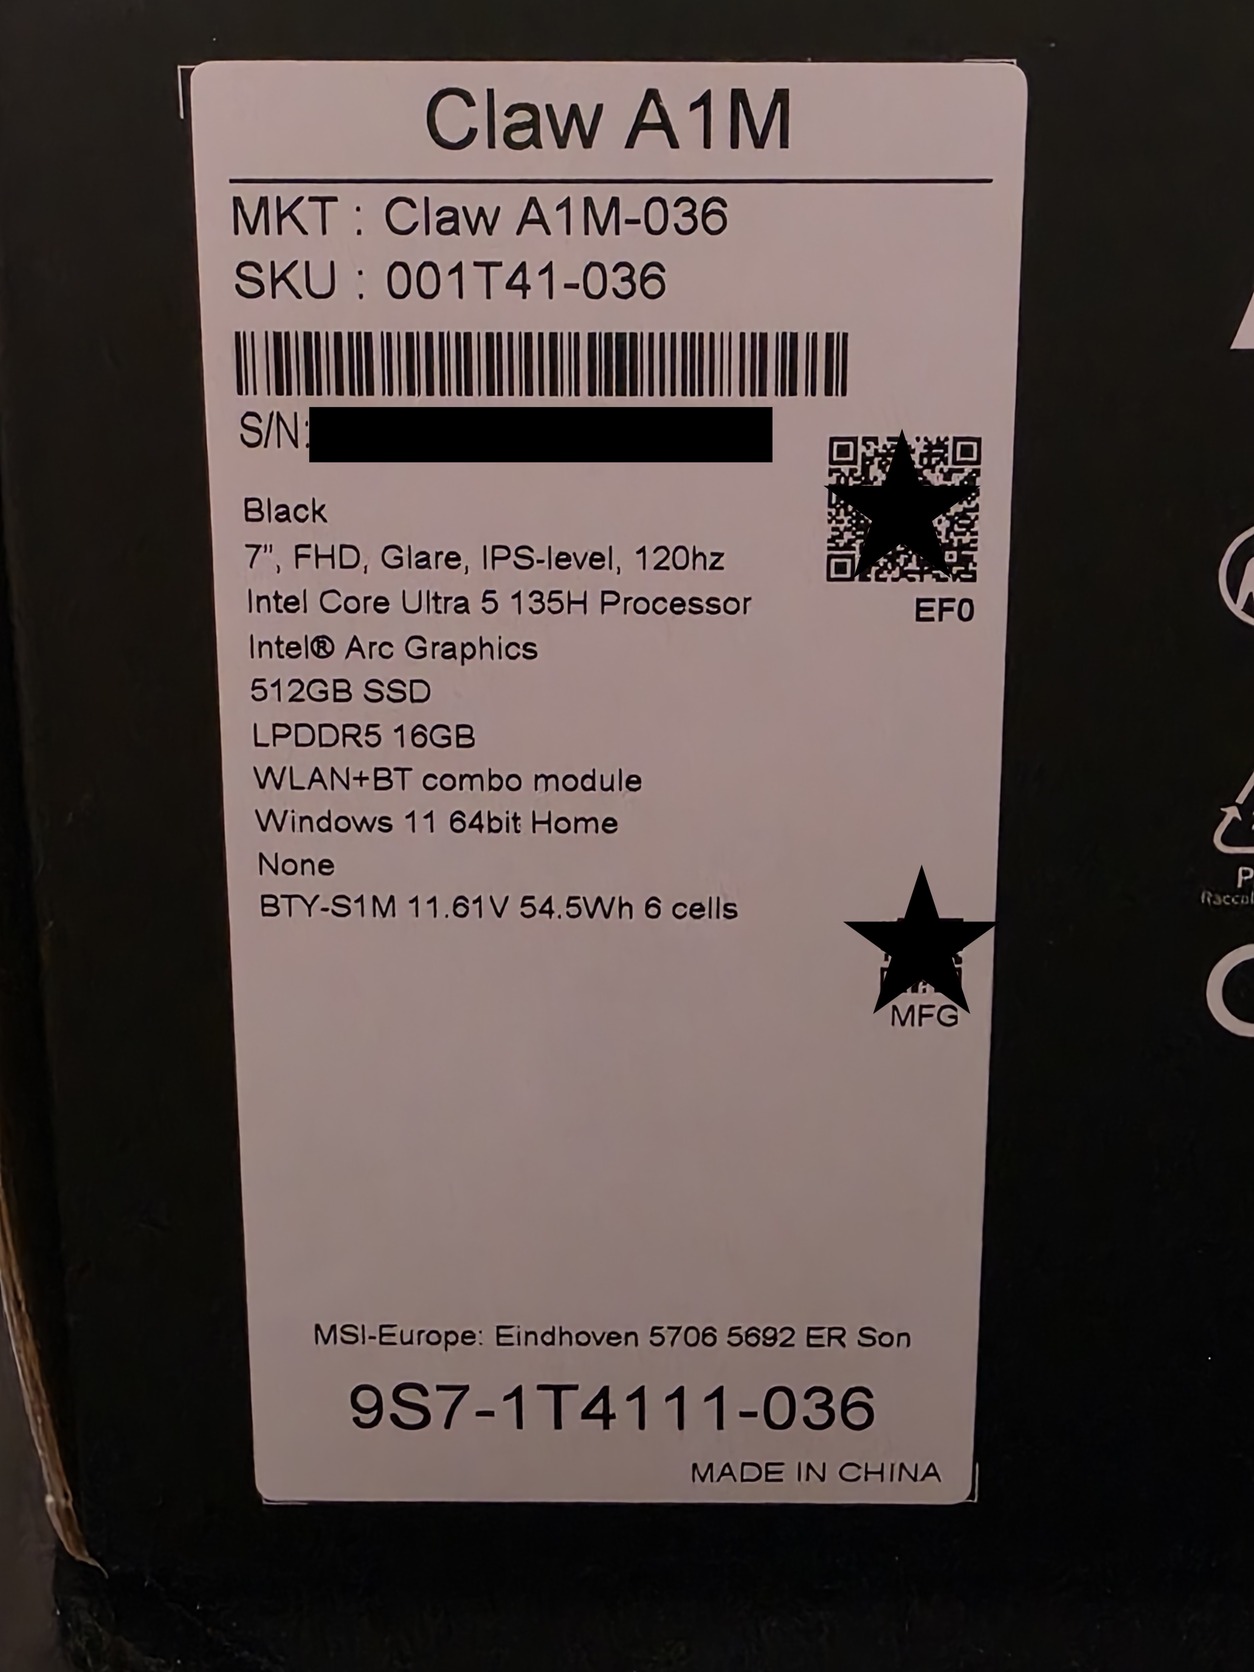 Claw A1M
MKT : Claw A1M-036
SKU : 001T41-036
S/N:
Black
7", FHD, Glare, IPS-level, 120hz
EF0
Intel Core Ultra 5 135H Processor
Intel® Arc Graphics
512GB SSD
LPDDR5 16GB
WLAN+BT combo module
Windows 11 64bit Home
None
BTY-S1M 11.61V 54.5Wh 6 cells
MFG
MSI-Europe: Eindhoven 5706 5692 ER Son
9S7-1T4111-036
MADE IN CHINA